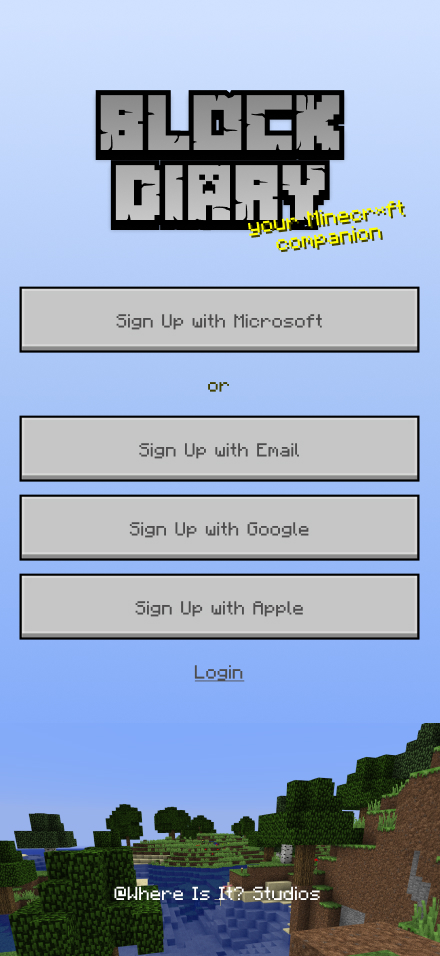 BLOCK
DIARY
your Minecraft
companion
Sign Up with Microsoft
or
Sign Up with Email
Sign Up with Google
Sign Up with Apple
Login
@Where Is It? Studios